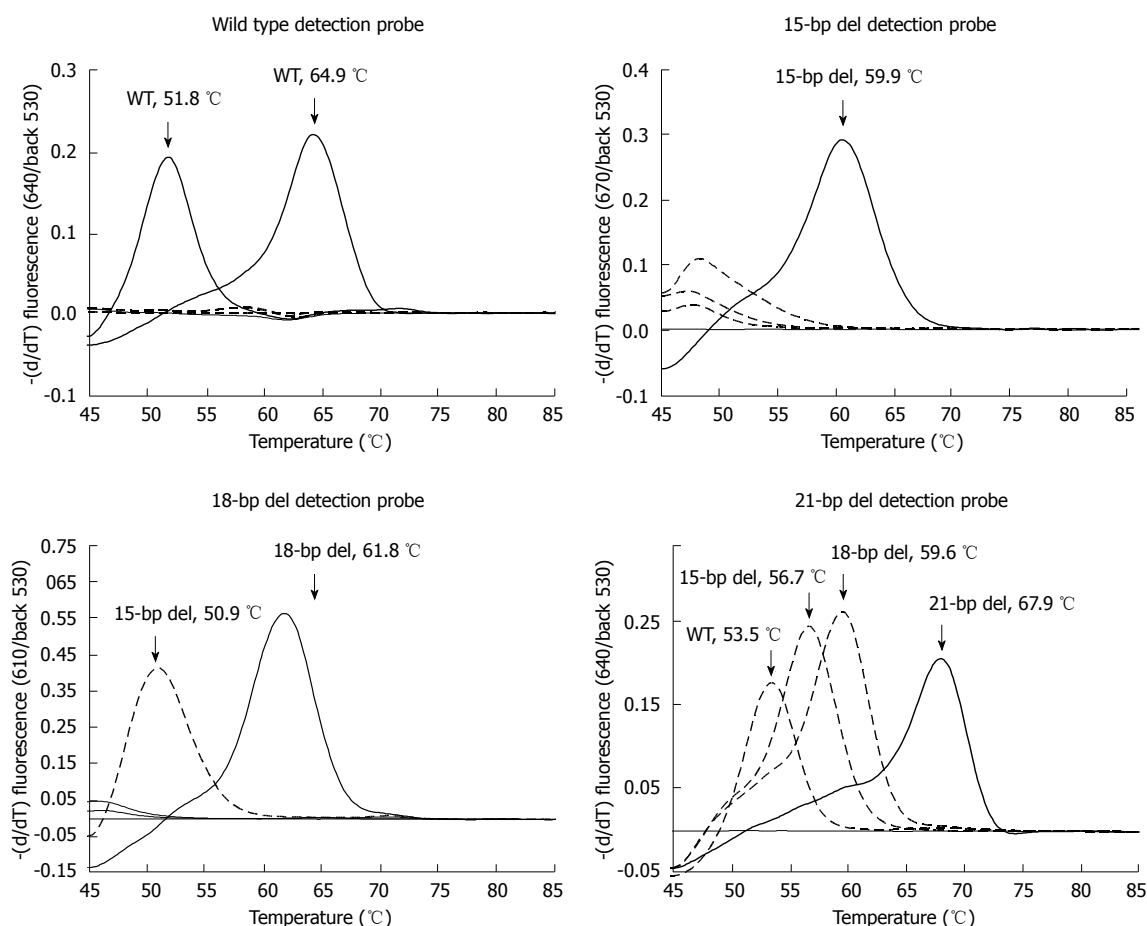 Wild type detection probe
-(d/dT) fluorescence (640/back 530)
0.3
0.2
0.1
0.0
-0.1
WT, 51.8 ℃
WT, 64.9 ℃
45 50 55 60 65 70 75 80 85
Temperature (℃)
15-bp del detection probe
-(d/dT) fluorescence (670/back 530)
0.4
0.3
0.2
0.1
0.0
-0.1
15-bp del, 59.9 ℃
45 50 55 60 65 70 75 80 85
Temperature (℃)
18-bp del detection probe
-(d/dT) fluorescence (610/back 530)
0.75
065
0.55
0.45
0.35
0.25
0.15
0.05
-0.05
-0.15
18-bp del, 61.8 ℃
15-bp del, 50.9 ℃
45 50 55 60 65 70 75 80 85
Temperature (℃)
21-bp del detection probe
-(d/dT) fluorescence (640/back 530)
0.25
0.15
0.05
-0.05
18-bp del, 59.6 ℃
15-bp del, 56.7 ℃
21-bp del, 67.9 ℃
WT, 53.5 ℃
45 50 55 60 65 70 75 80 85
Temperature (℃)